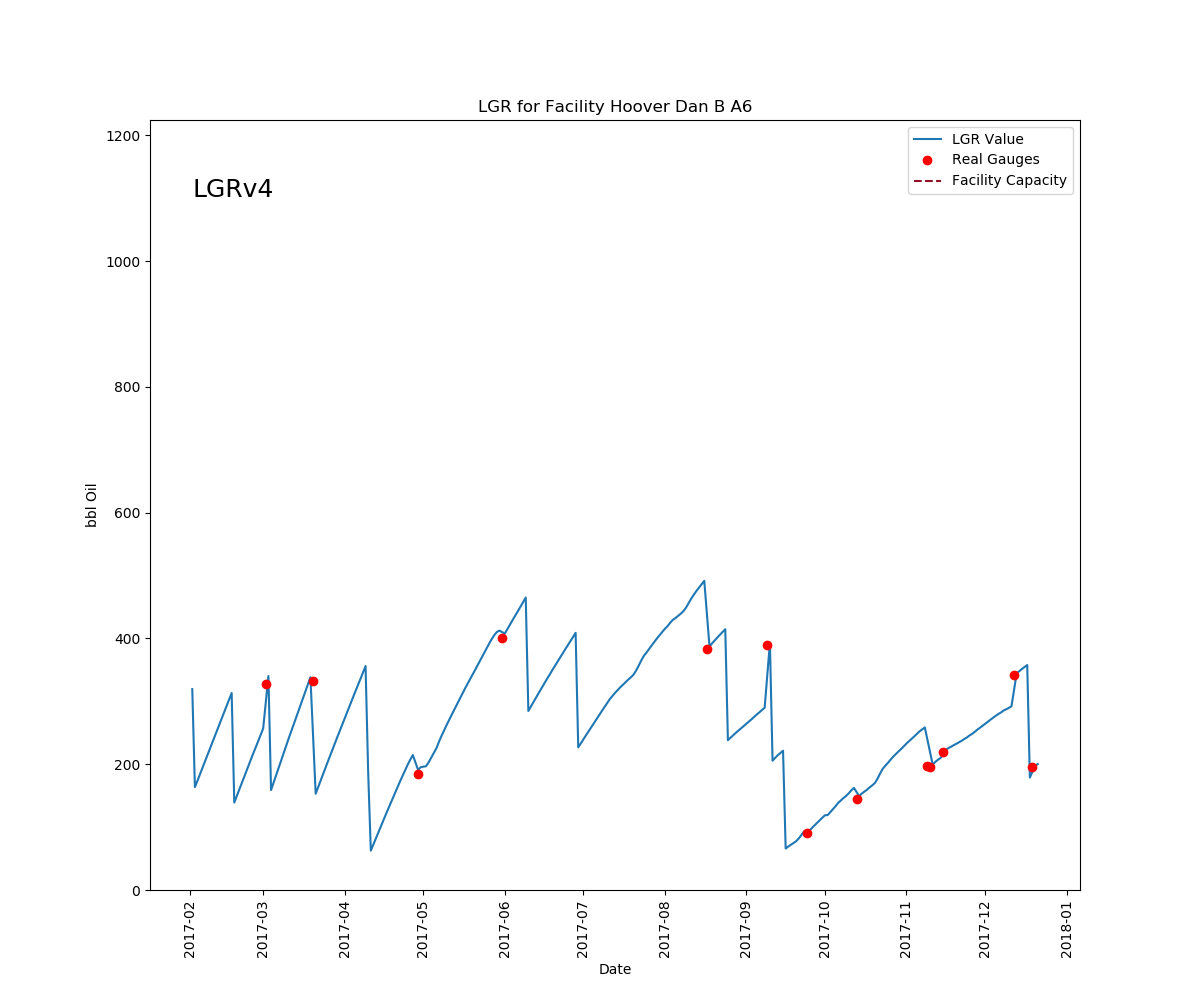 LGR for Facility Hoover Dan B A6
LGRv4
LGR Value
Real Gauges
Facility Capacity
bbl Oil
1200
1000
800
600
400
200
0
2017-02
2017-03
2017-04
2017-05
2017-06
2017-07
2017-08
2017-09
2017-10
2017-11
2017-12
2018-01
Date